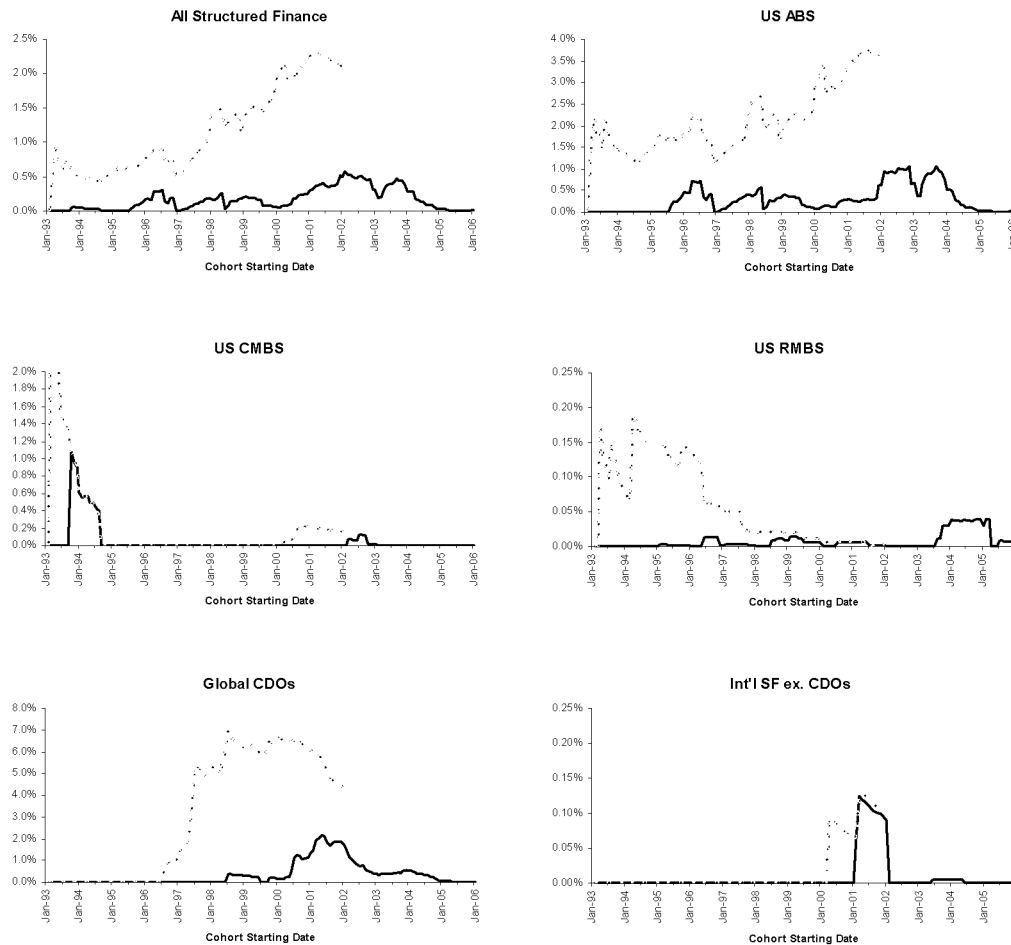 All Structured Finance
2.5%
2.0%
1.5%
1.0%
0.5%
0.0%
Jan-93 Jan-94 Jan-95 Jan-96 Jan-97 Jan-98 Jan-99 Jan-00 Jan-01 Jan-02 Jan-03 Jan-04 Jan-05 Jan-06
Cohort Starting Date
US ABS
4.0%
3.5%
3.0%
2.5%
2.0%
1.5%
1.0%
0.5%
0.0%
Jan-93 Jan-94 Jan-95 Jan-96 Jan-97 Jan-98 Jan-99 Jan-00 Jan-01 Jan-02 Jan-03 Jan-04 Jan-05
Cohort Starting Date
US CMBS
2.0%
1.8%
1.6%
1.4%
1.2%
1.0%
0.8%
0.6%
0.4%
0.2%
0.0%
Jan-93 Jan-94 Jan-95 Jan-96 Jan-97 Jan-98 Jan-99 Jan-00 Jan-01 Jan-02 Jan-03 Jan-04 Jan-05 Jan-06
Cohort Starting Date
US RMBS
0.25%
0.20%
0.15%
0.10%
0.05%
0.00%
Jan-93 Jan-94 Jan-95 Jan-96 Jan-97 Jan-98 Jan-99 Jan-00 Jan-01 Jan-02 Jan-03 Jan-04 Jan-05
Cohort Starting Date
Global CDOs
8.0%
7.0%
6.0%
5.0%
4.0%
3.0%
2.0%
1.0%
0.0%
Jan-93 Jan-94 Jan-95 Jan-96 Jan-97 Jan-98 Jan-99 Jan-00 Jan-01 Jan-02 Jan-03 Jan-04 Jan-05 Jan-06
Cohort Starting Date
Int'l SF ex. CDOs
0.25%
0.20%
0.15%
0.10%
0.05%
0.00%
Jan-93 Jan-94 Jan-95 Jan-96 Jan-97 Jan-98 Jan-99 Jan-00 Jan-01 Jan-02 Jan-03 Jan-04 Jan-05
Cohort Starting Date